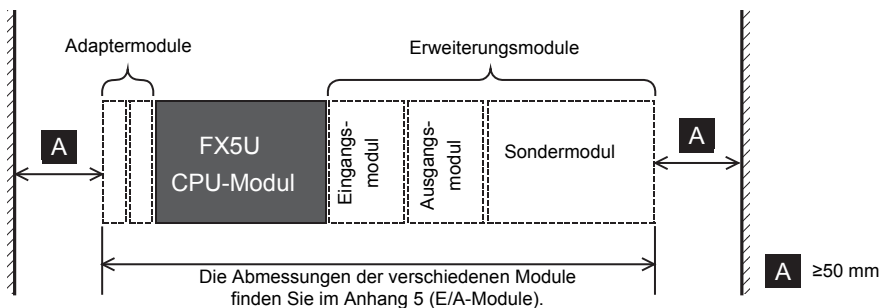 Adaptermodule
Erweiterungsmodule
A
FX5U
CPU-Modul
Eingangs-
modul
Ausgangs-
modul
Sondermodul
A
Die Abmessungen der verschiedenen Module
finden Sie im Anhang 5 (E/A-Module).
A ≥50 mm